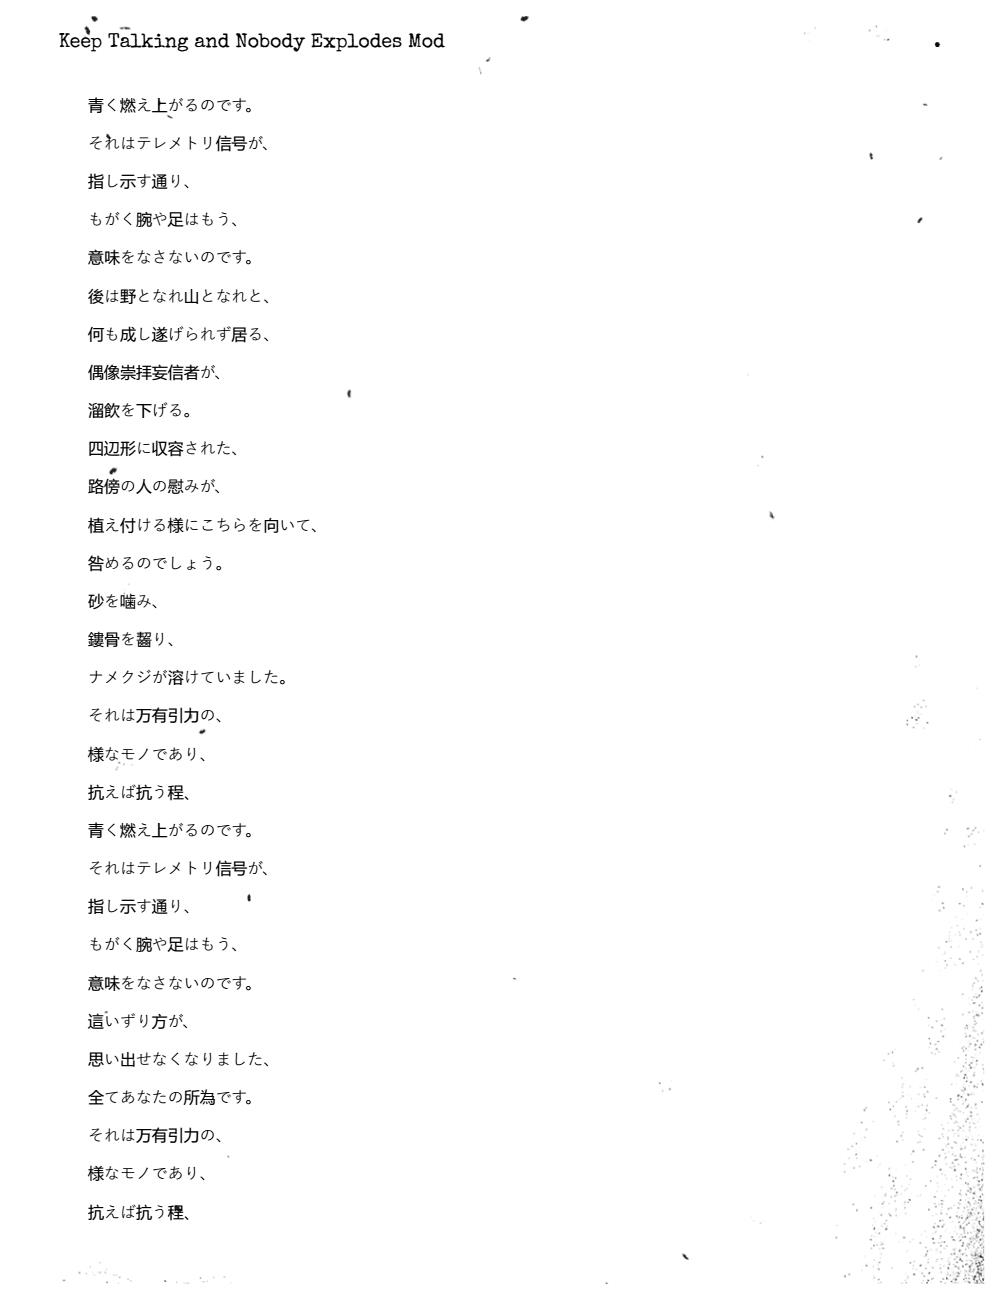 Keep Talking and Nobody Explodes Mod
青く燃え上がるのです。
それはテレメトリ信号が、
指し示す通り、
もがく腕や足はもう、
意味をなさないのです。
後は野となれ山となれと、
何も成し遂げられず居る、
偶像崇拝妄信者が、
溜飲を下げる。
四辺形に収容された、
路傍の人の慰みが、
植え付ける様にこちらを向いて、
咎めるのでしょう。
砂を噛み、
鏤骨を齧り、
ナメクジが溶けていました。
それは万有引力の、
様なモノであり、
抗えば抗う程、
青く燃え上がるのです。
それはテレメトリ信号が、
指し示す通り、
もがく腕や足はもう、
意味をなさないのです。
這いずり方が、
思い出せなくなりました、
全てあなたの所為です。
それは万有引力の、
様なモノであり、
抗えば抗う程、